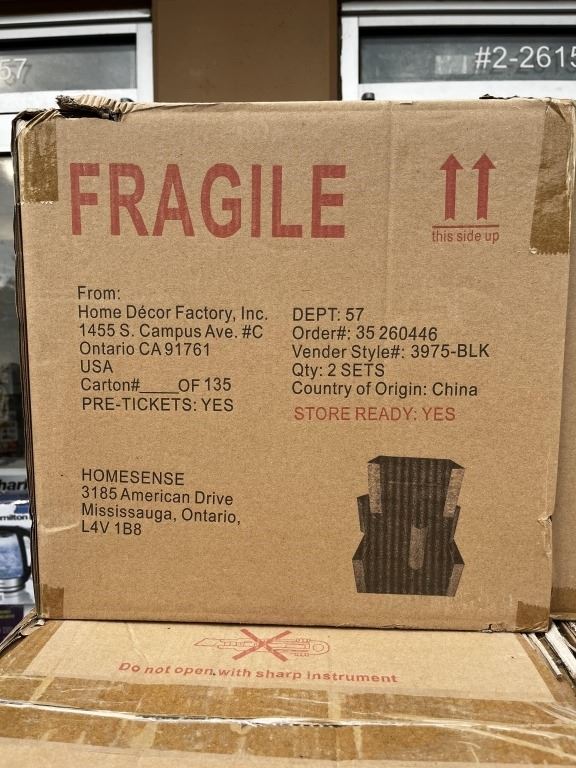 57
#2-2615
FRAGILE
this side up
From:
Home Décor Factory, Inc.
1455 S. Campus Ave. #C
Ontario CA 91761
USA
Carton#____OF 135
PRE-TICKETS: YES
DEPT: 57
Order#: 35 260446
Vender Style#: 3975-BLK
Qty: 2 SETS
Country of Origin: China
STORE READY: YES
HOMESENSE
3185 American Drive
Mississauga, Ontario,
L4V 1B8
Do not open with sharp instrument